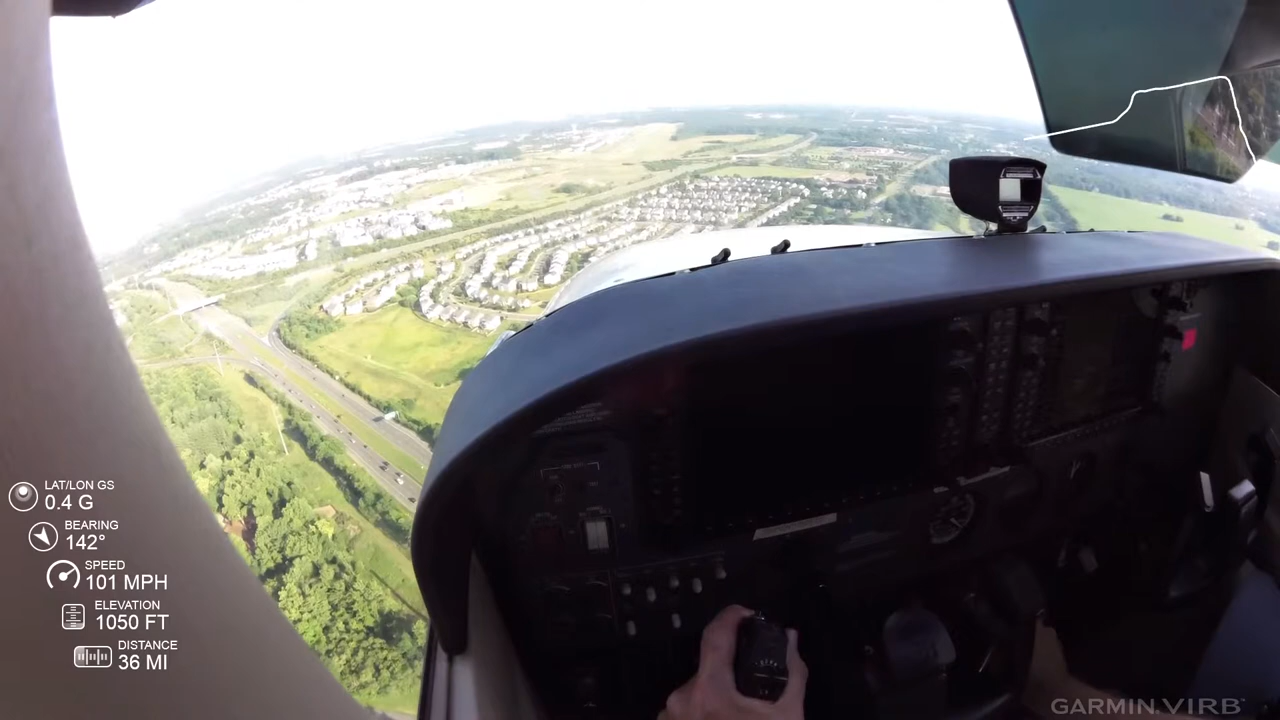 LAT/LON GS
0.4 G
BEARING
142°
SPEED
101 MPH
ELEVATION
1050 FT
DISTANCE
36 MI
GARMIN.VIRB